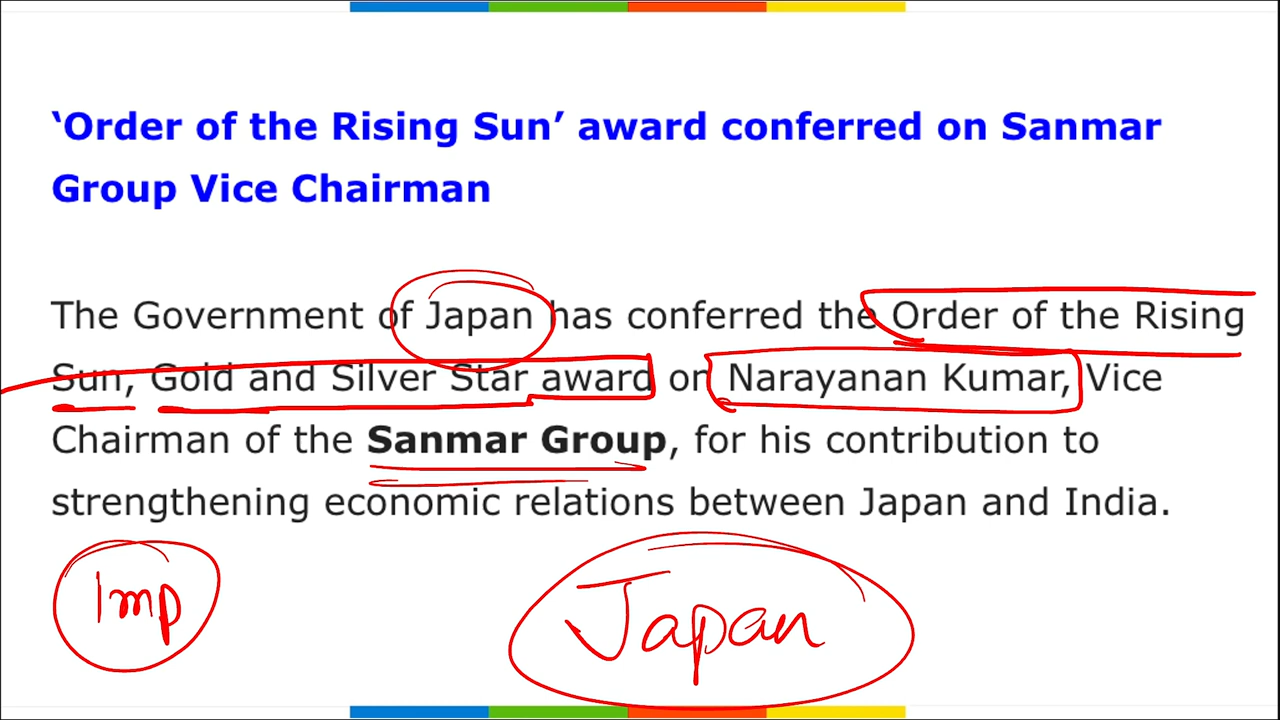 ‘Order of the Rising Sun’ award conferred on Sanmar
Group Vice Chairman
The Government of Japan has conferred the Order of the Rising
Sun, Gold and Silver Star award on Narayanan Kumar, Vice
Chairman of the Sanmar Group, for his contribution to
strengthening economic relations between Japan and India.
Imp
Japan